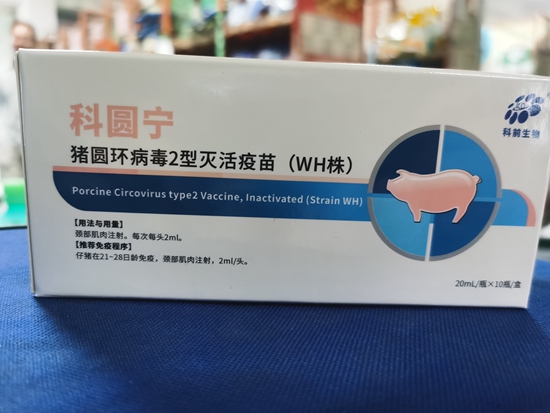 科圆宁
科前生物
猪圆环病毒2型灭活疫苗（WH株）
Porcine Circovirus type2 Vaccine, Inactivated (Strain WH)
【用法与用量】
颈部肌肉注射。每次每头2ml。
【推荐免疫程序】
仔猪在21~28日龄免疫，颈部肌肉注射，2ml/头。
20mL/瓶×10瓶/盒